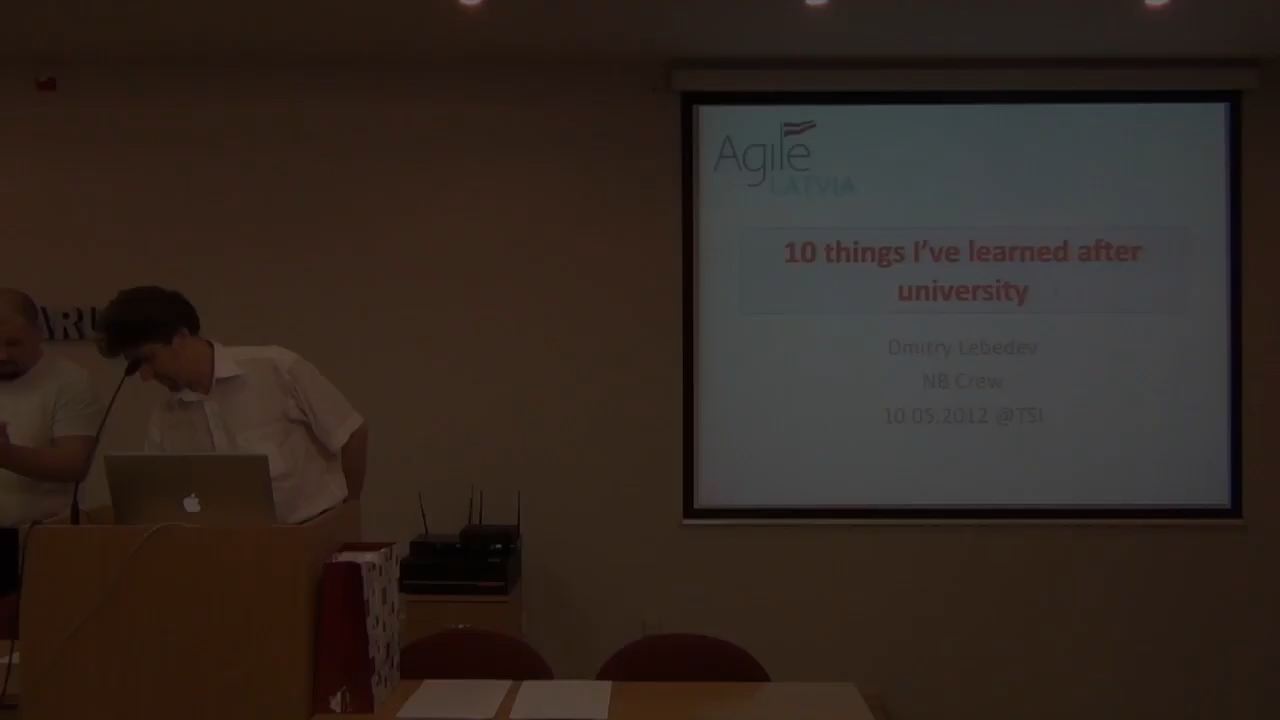 Agile
LATVIA
10 things I've learned after
university
Dmitry Lebedev
NB Crew
10.05.2012 @TSI